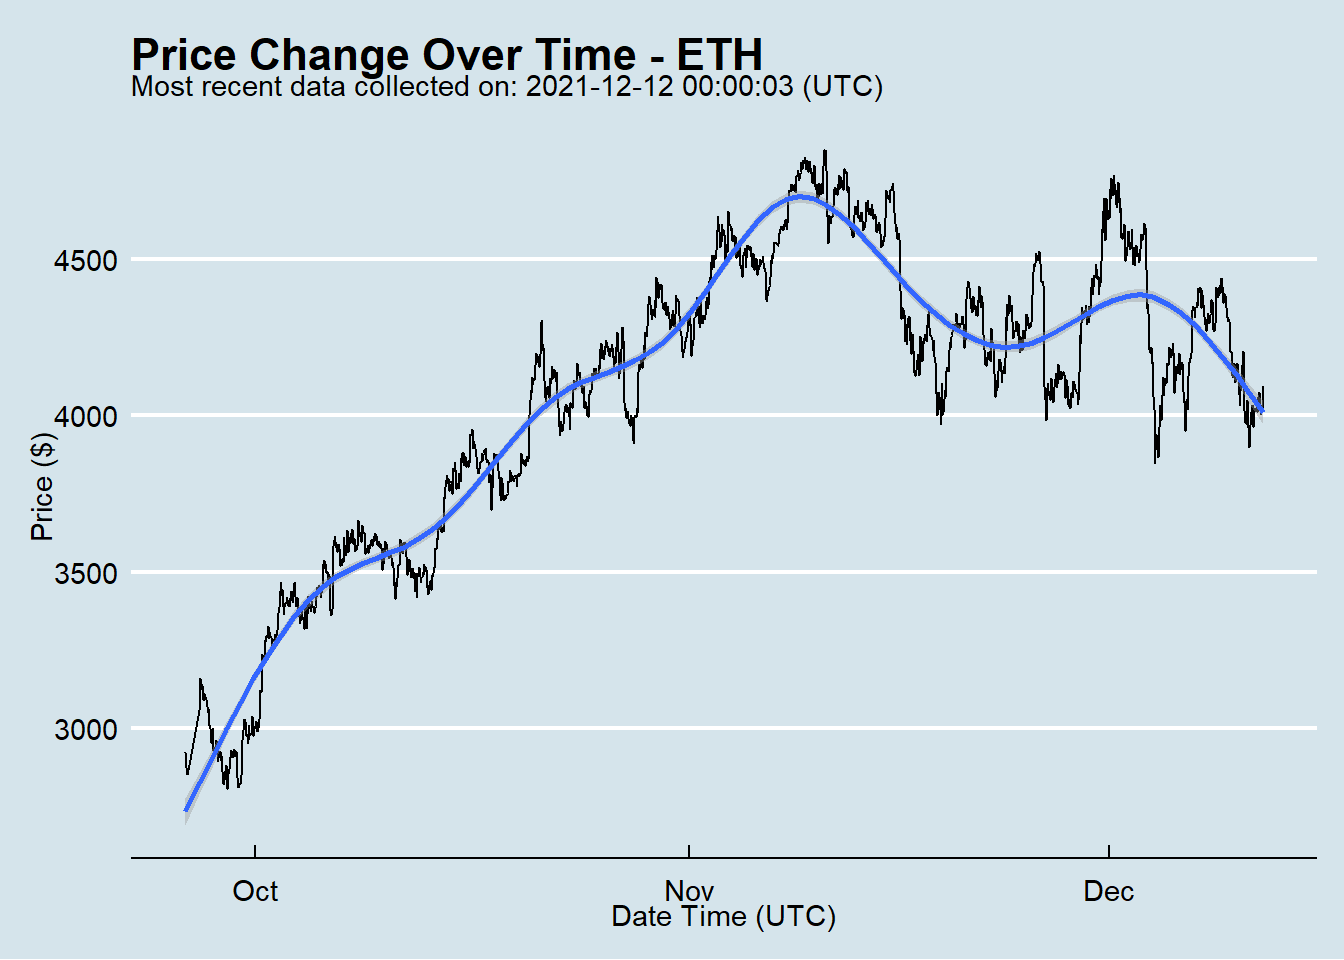 Price Change Over Time - ETH
Most recent data collected on: 2021-12-12 00:00:03 (UTC)
4500
4000
3500
3000
Price ($)
Oct Nov Dec
Date Time (UTC)